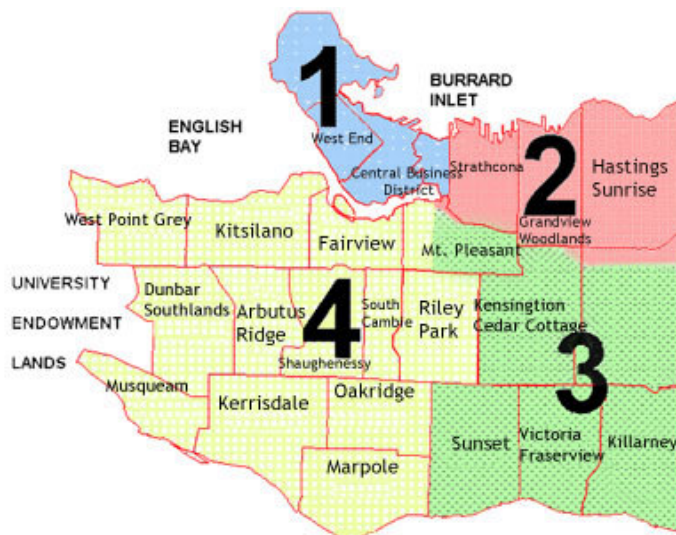 1
BURRARD
INLET
ENGLISH
BAY
West End
Central Business
District
Strathcona
2
Hastings
Sunrise
Grandview
Woodlands
West Point Grey
Kitsilano
Fairview
Mt. Pleasant
UNIVERSITY
ENDOWMENT
LANDS
Dunbar
Southlands
Arbutus
Ridge
4
Shaughenessy
South
Cambie
Riley
Park
Kensingtion
Cedar Cottage
3
Musqueam
Kerrisdale
Oakridge
Marpole
Sunset
Victoria
Fraserview
Killarney